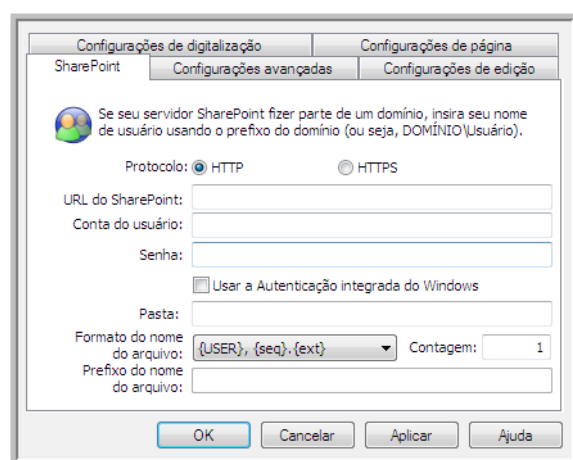 Configurações de digitalização
Configurações de página
SharePoint
Configurações avançadas
Configurações de edição
Se seu servidor SharePoint fizer parte de um domínio, insira seu nome
de usuário usando o prefixo do domínio (ou seja, DOMÍNIO\Usuário).
Protocolo: HTTP HTTPS
URL do SharePoint:
Conta do usuário:
Senha:
Usar a Autenticação integrada do Windows
Pasta:
Formato do nome
do arquivo: {USER}, {seq}.{ext} Contagem: 1
Prefixo do nome
do arquivo:
OK Cancelar Aplicar Ajuda